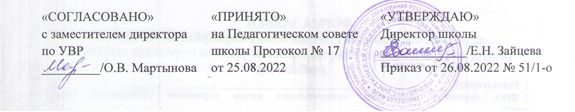 «СОГЛАСОВАНО»
с заместителем директора
по УВР
/О.В. Мартынова
«ПРИНЯТО»
на Педагогическом совете
школы Протокол № 17
от 25.08.2022
«УТВЕРЖДАЮ»
Директор школы
/Е.Н. Зайцева
Приказ от 26.08.2022 № 51/1-о